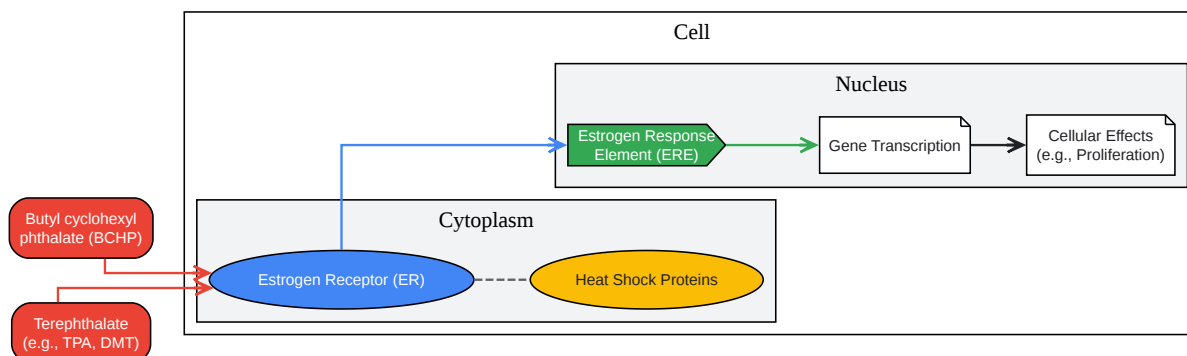 Cell
Nucleus
Estrogen Response
Element (ERE)
Gene Transcription
Cellular Effects
(e.g., Proliferation)
Butyl cyclohexyl
phthalate (BCHP)
Cytoplasm
Estrogen Receptor (ER)
Heat Shock Proteins
Terephthalate
(e.g., TPA, DMT)